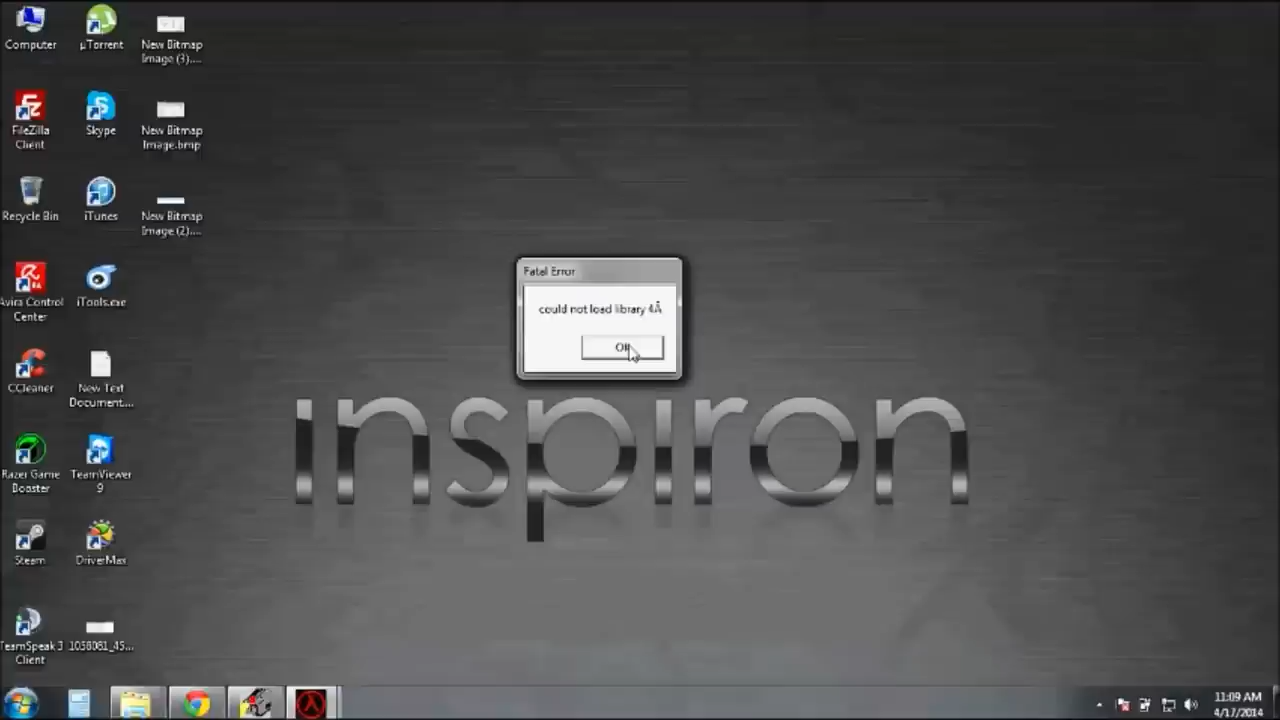 Computer
µTorrent
New Bitmap
Image (3)....
FileZilla
Client
Skype
New Bitmap
Image.bmp
Recycle Bin
iTunes
New Bitmap
Image (2)....
Avira Control
Center
iTools.exe
CCleaner
New Text
Document...
Razer Game
Booster
TeamViewer
9
Steam
DriverMax
TeamSpeak 3
Client
1058081_45...
Fatal Error
could not load library 4Å
OK
inspiron
11:09 AM
4/17/2014